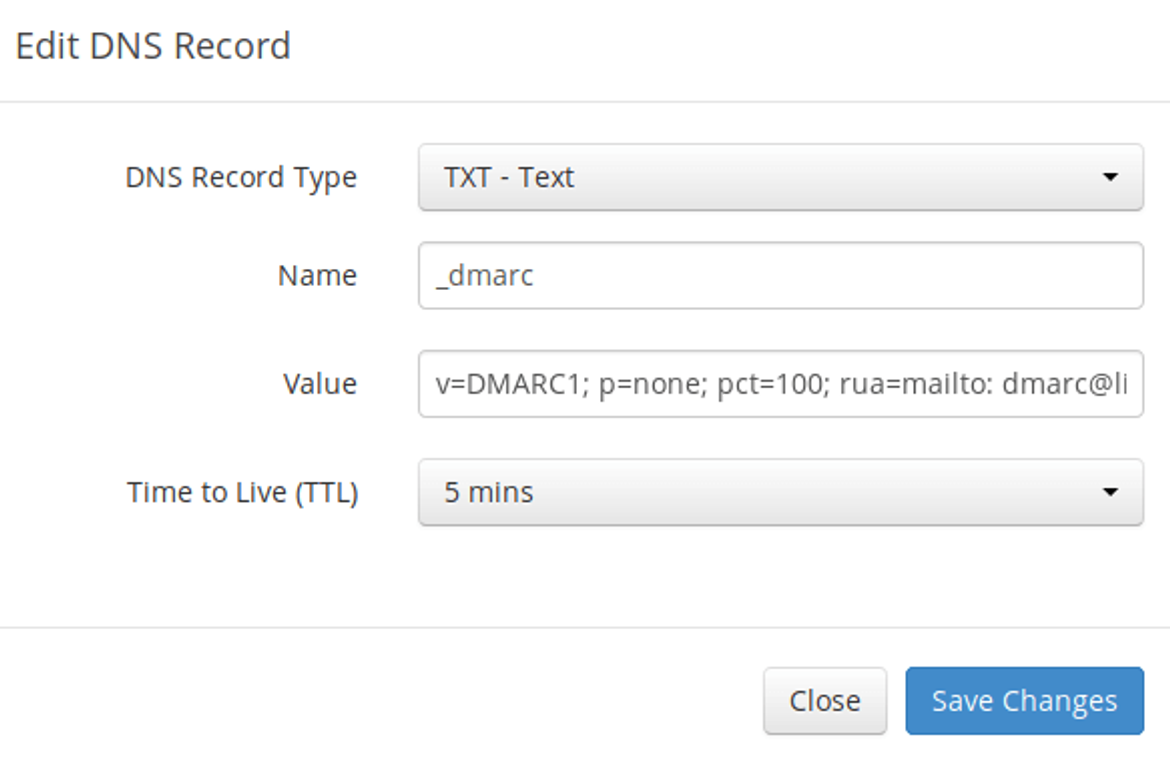 Edit DNS Record
DNS Record Type TXT - Text
Name _dmarc
Value v=DMARC1; p=none; pct=100; rua=mailto: dmarc@li
Time to Live (TTL) 5 mins
Close Save Changes